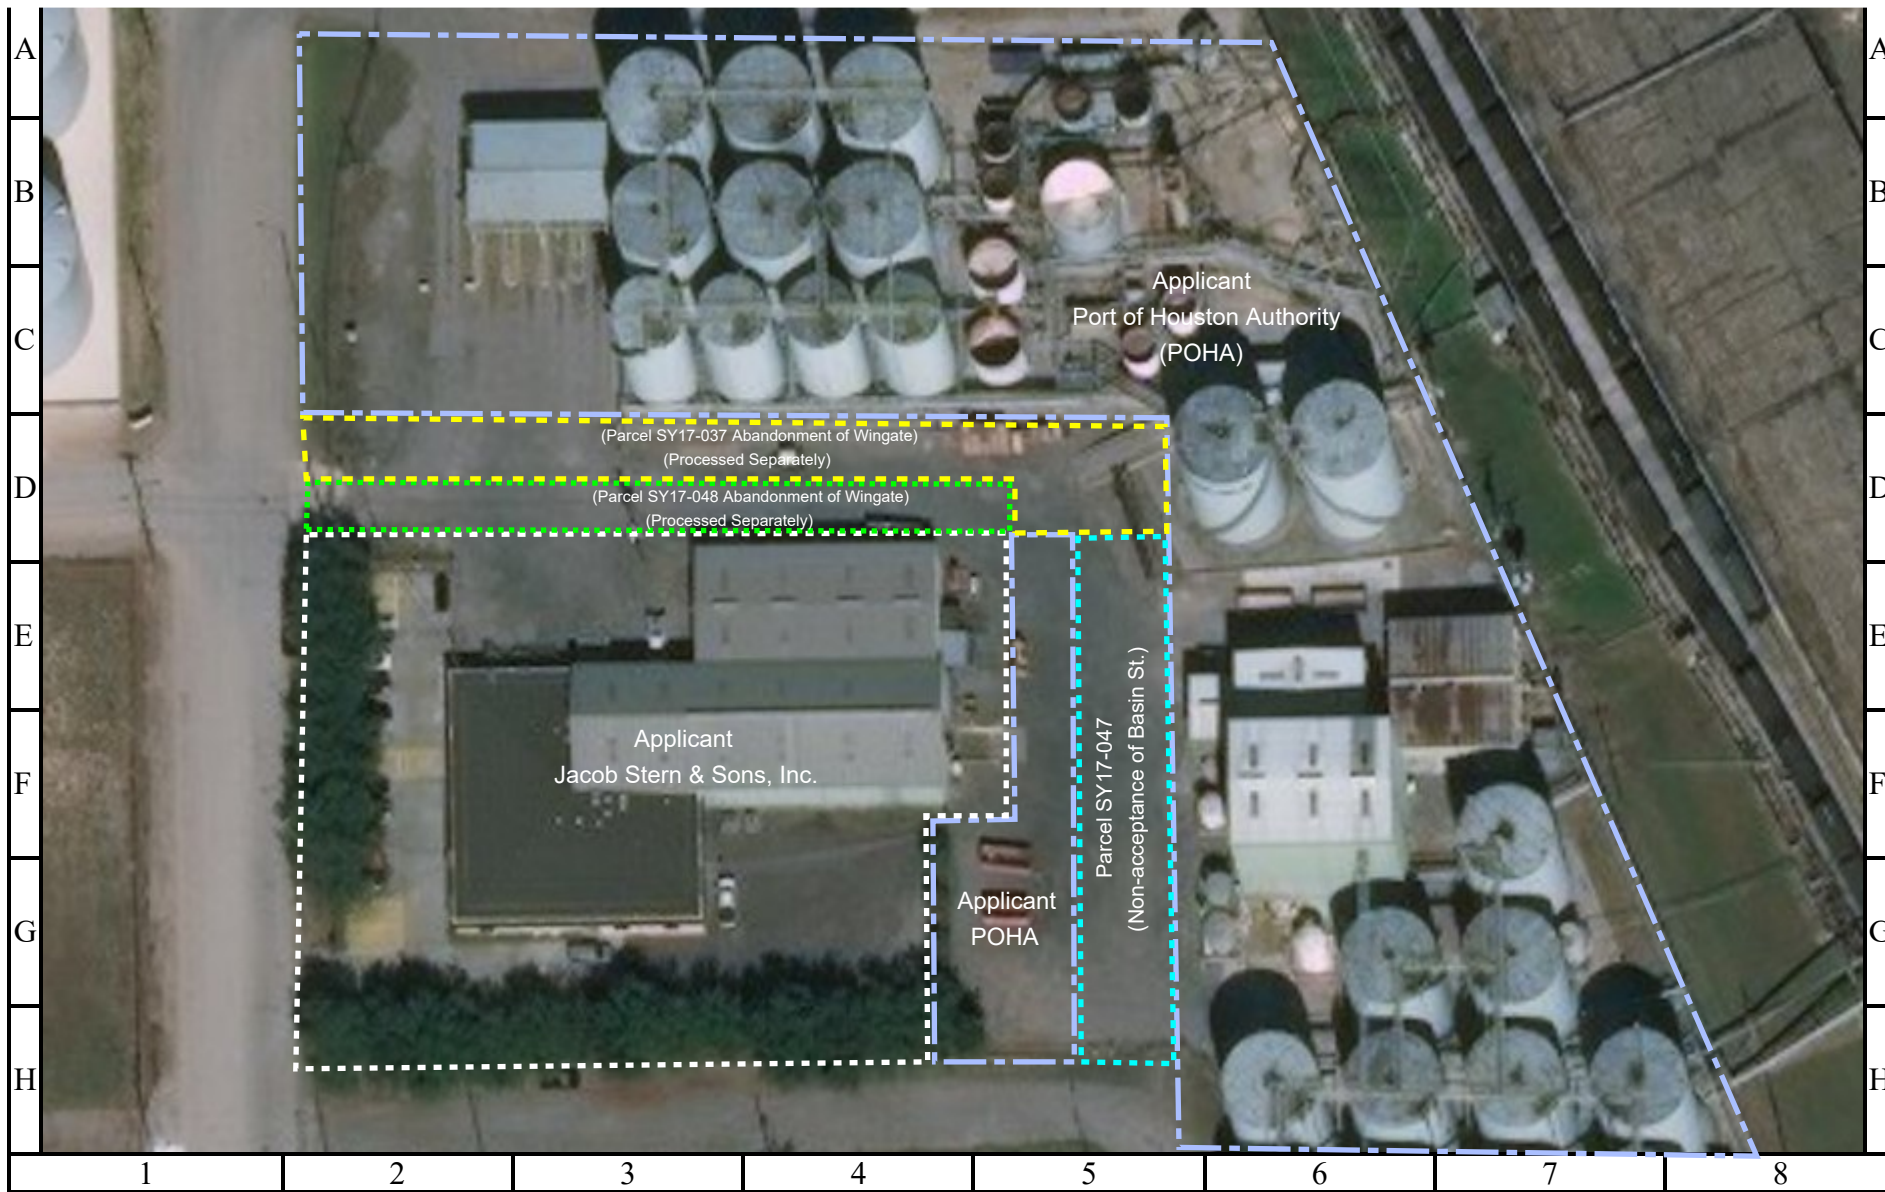 A
A
B
B
Applicant
Port of Houston Authority
(POHA)
C
C
(Parcel SY17-037 Abandonment of Wingate)
(Processed Separately)
D
D
(Parcel SY17-048 Abandonment of Wingate)
(Processed Separately)
E
E
Applicant
Jacob Stern & Sons, Inc.
Parcel SY17-047
(Non-acceptance of Basin St.)
F
F
Applicant
POHA
G
G
H
H
1 2 3 4 5 6 7 8